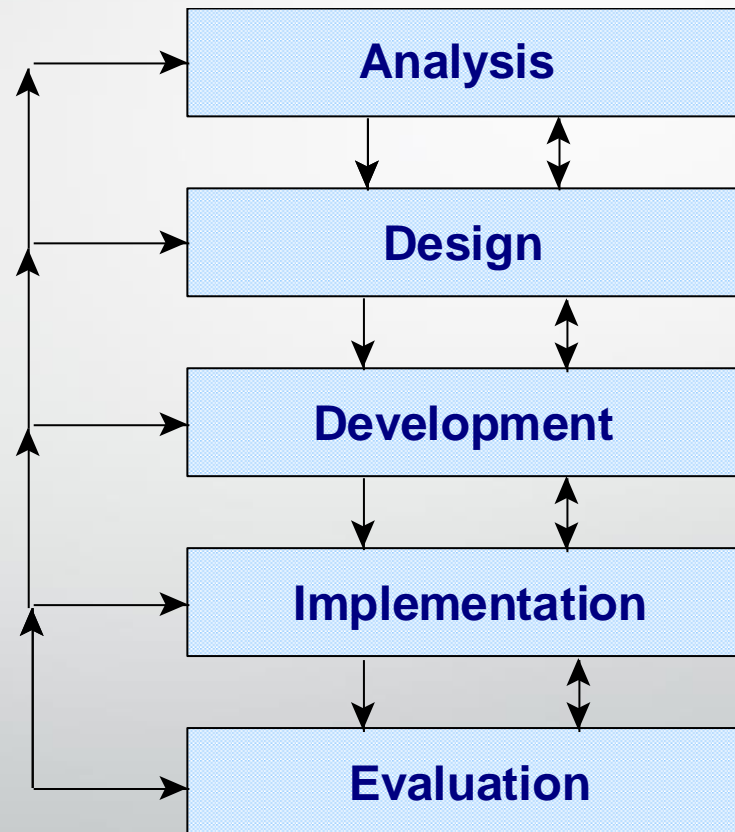 Analysis
Design
Development
Implementation
Evaluation